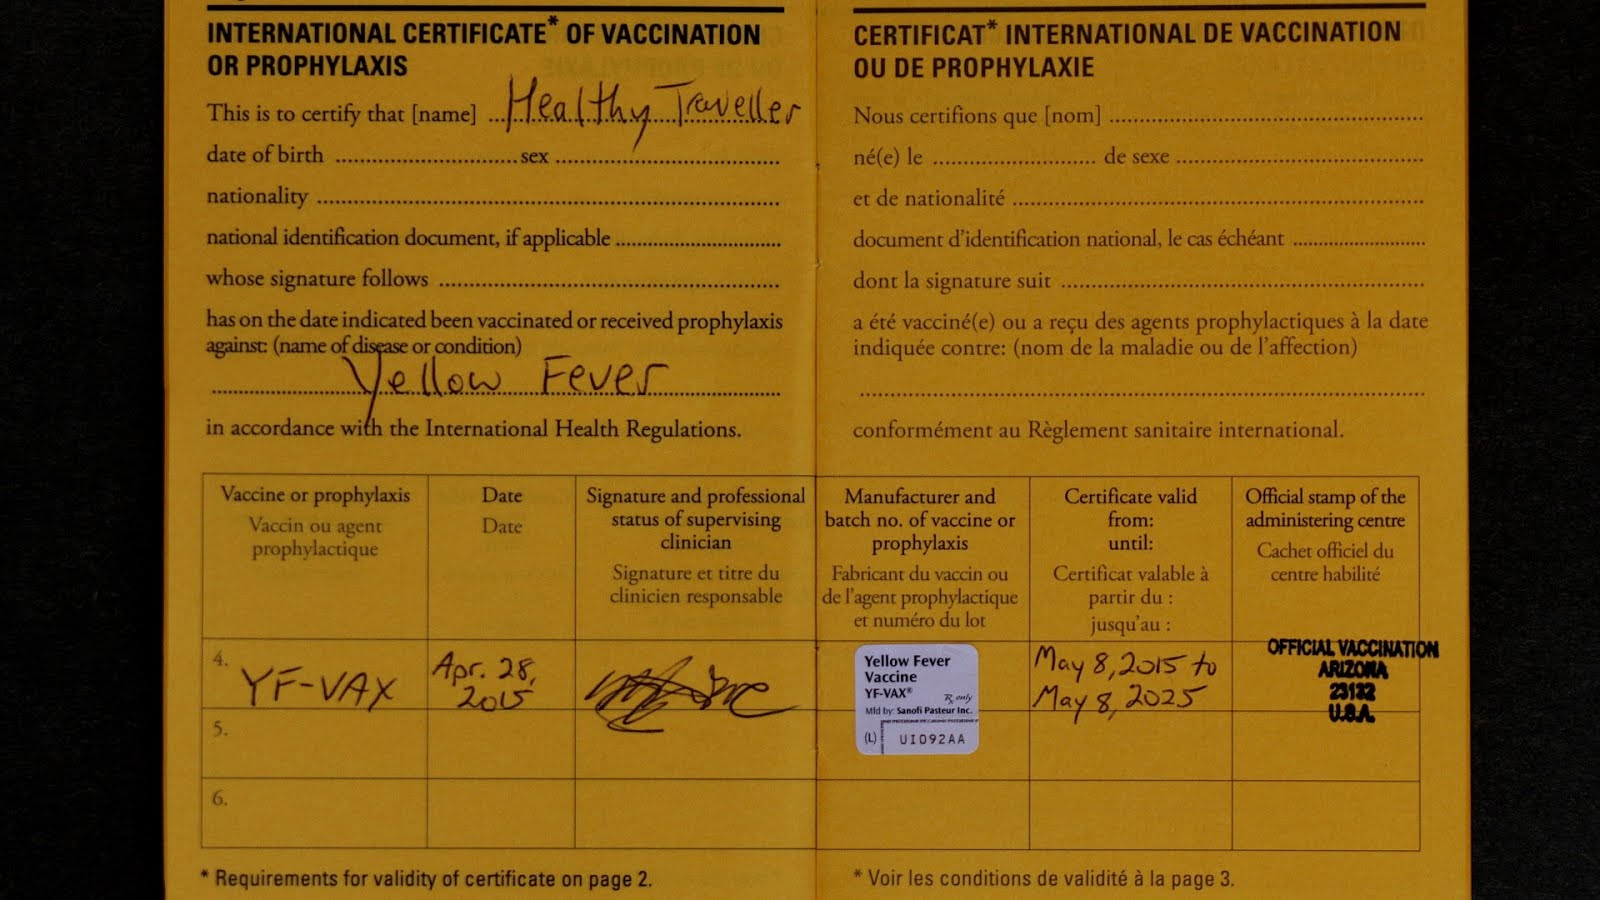 INTERNATIONAL CERTIFICATE* OF VACCINATION
OR PROPHYLAXIS
This is to certify that [name] Healthy Traveller
date of birth ........ sex ........
nationality ........
national identification document, if applicable ........
whose signature follows ........
has on the date indicated been vaccinated or received prophylaxis
against: (name of disease or condition)
Yellow Fever
in accordance with the International Health Regulations.
CERTIFICAT* INTERNATIONAL DE VACCINATION
OU DE PROPHYLAXIE
Nous certifions que [nom] ........
né(e) le ........ de sexe ........
et de nationalité ........
document d'identification national, le cas échéant ........
dont la signature suit ........
a été vacciné(e) ou a reçu des agents prophylactiques à la date
indiquée contre: (nom de la maladie ou de l'affection)
conformément au Règlement sanitaire international.
Vaccine or prophylaxis
Vaccin ou agent
prophylactique
Date
Date
Signature and professional
status of supervising
clinician
Signature et titre du
clinicien responsable
Manufacturer and
batch no. of vaccine or
prophylaxis
Fabricant du vaccin ou
de l'agent prophylactique
et numéro du lot
Certificate valid
from:
until:
Certificat valable à
partir du :
jusqu'au :
Official stamp of the
administering centre
Cachet officiel du
centre habilité
4.
YF-VAX
Apr. 28,
2015
Yellow Fever
Vaccine
YF-VAX® Rx only
Mfd by: Sanofi Pasteur Inc.
(L) UI092AA
May 8, 2015 to
May 8, 2025
OFFICIAL VACCINATION
ARIZONA
23132
U.S.A.
5.
6.
* Requirements for validity of certificate on page 2.
* Voir les conditions de validité à la page 3.